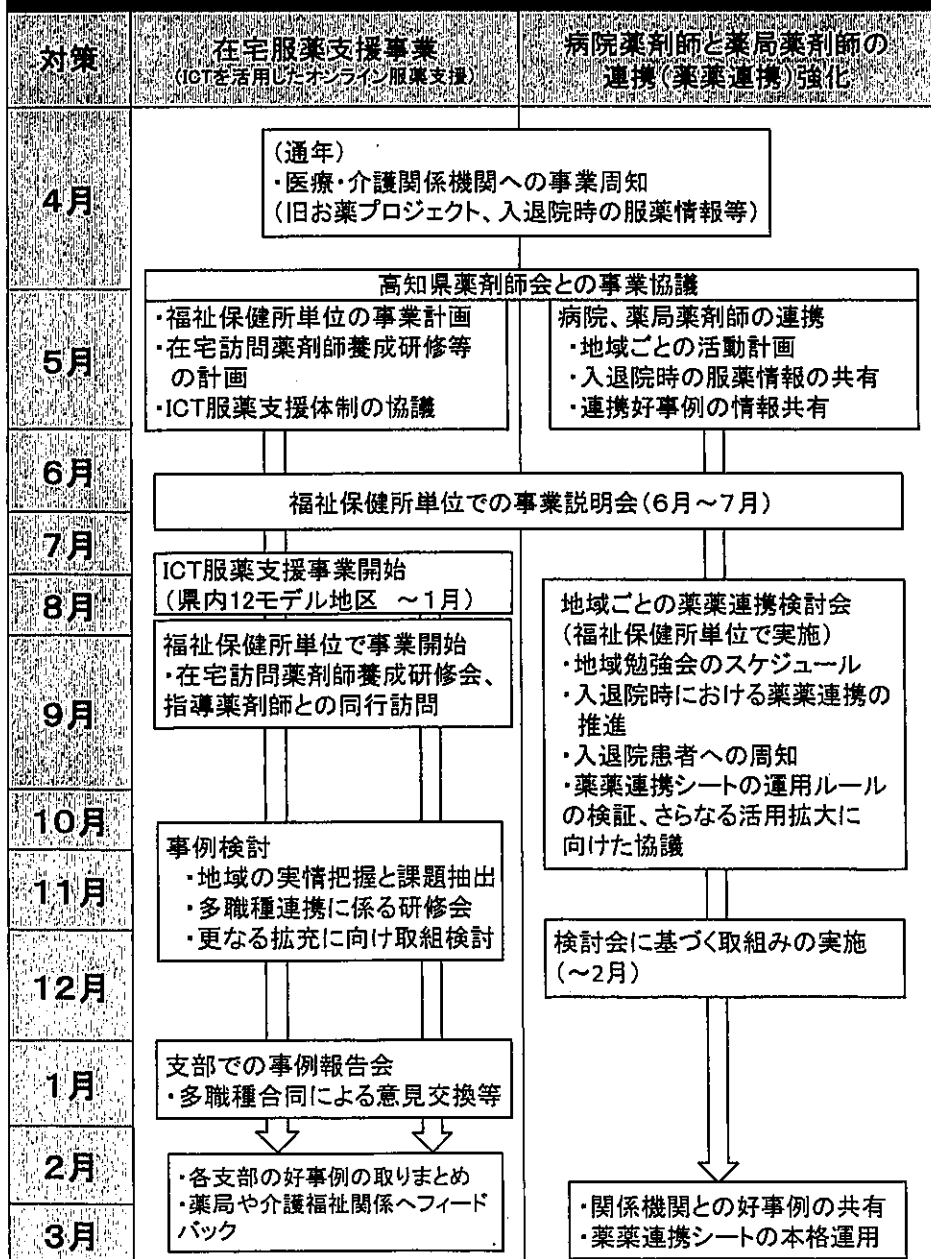 対策
在宅服薬支援事業
(ICTを活用したオンライン服薬支援)
病院薬剤師と薬局薬剤師の
連携(薬薬連携)強化
4月
(通年)
・医療・介護関係機関への事業周知
(旧お薬プロジェクト、入退院時の服薬情報等)
高知県薬剤師会との事業協議
5月
・福祉保健所単位の事業計画
・在宅訪問薬剤師養成研修等
の計画
・ICT服薬支援体制の協議
病院、薬局薬剤師の連携
・地域ごとの活動計画
・入退院時の服薬情報の共有
・連携好事例の情報共有
6月
福祉保健所単位での事業説明会(6月~7月)
7月
ICT服薬支援事業開始
(県内12モデル地区 ~1月)
8月
福祉保健所単位で事業開始
・在宅訪問薬剤師養成研修会、
指導薬剤師との同行訪問
9月
地域ごとの薬薬連携検討会
(福祉保健所単位で実施)
・地域勉強会のスケジュール
・入退院時における薬薬連携の
推進
・入退院患者への周知
・薬薬連携シートの運用ルール
の検証、さらなる活用拡大に
向けた協議
10月
事例検討
・地域の実情把握と課題抽出
・多職種連携に係る研修会
・更なる拡充に向け取組検討
11月
検討会に基づく取組みの実施
(~2月)
12月
1月
支部での事例報告会
・多職種合同による意見交換等
2月
・各支部の好事例の取りまとめ
・薬局や介護福祉関係へフィード
バック
3月
・関係機関との好事例の共有
・薬薬連携シートの本格運用